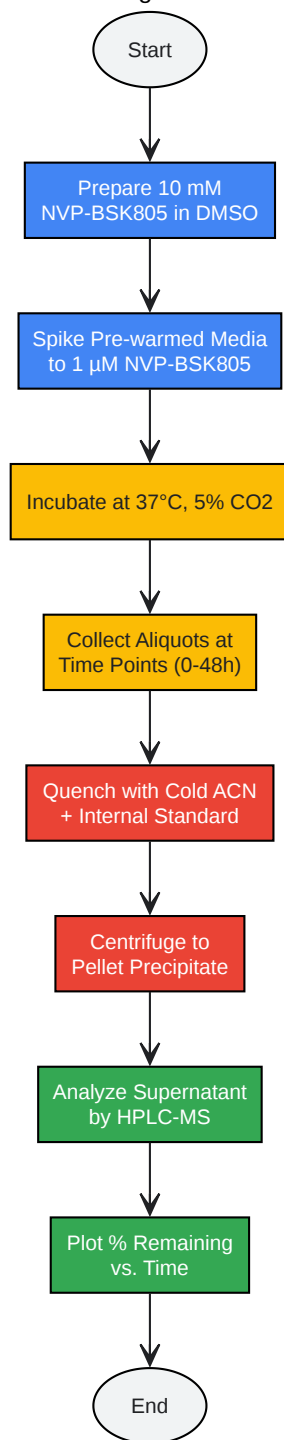 Start
Prepare 10 mM
NVP-BSK805 in DMSO
Spike Pre-warmed Media
to 1 µM NVP-BSK805
Incubate at 37°C, 5% CO2
Collect Aliquots at
Time Points (0-48h)
Quench with Cold ACN
+ Internal Standard
Centrifuge to
Pellet Precipitate
Analyze Supernatant
by HPLC-MS
Plot % Remaining
vs. Time
End